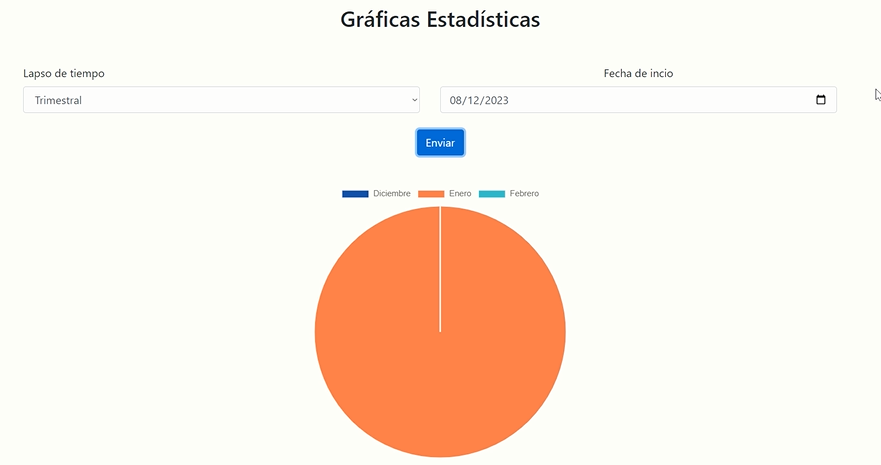 Gráficas Estadísticas
Lapso de tiempo
Fecha de incio
Trimestral
08/12/2023
Enviar
Diciembre Enero Febrero